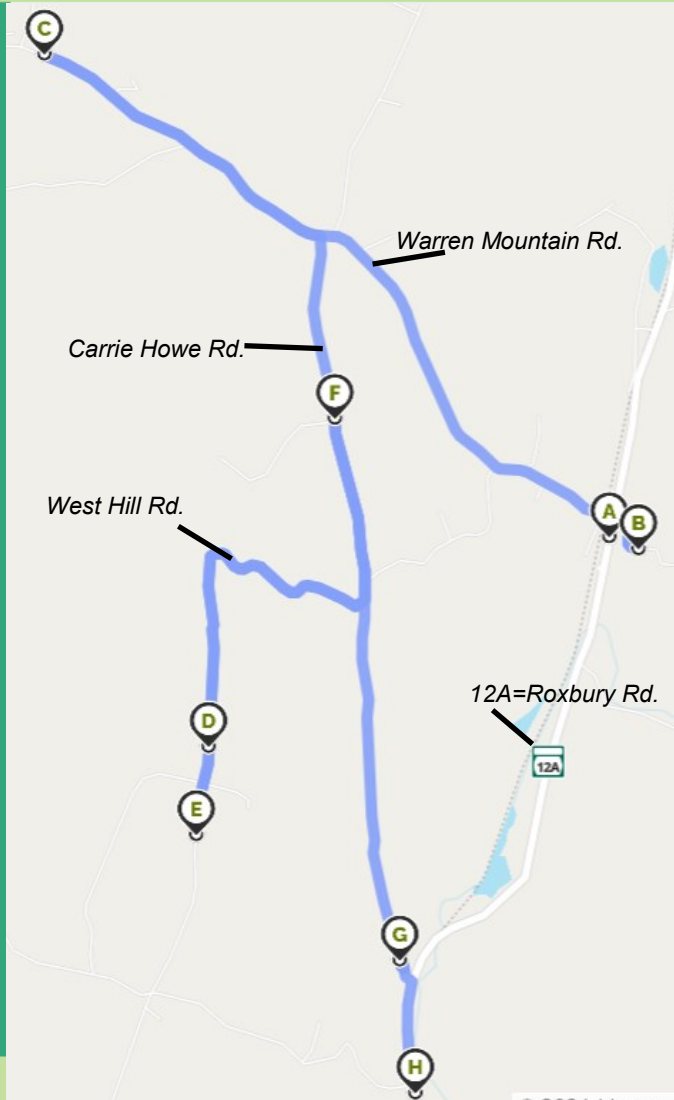 C
Warren Mountain Rd.
Carrie Howe Rd.
F
West Hill Rd.
A
B
12A=Roxbury Rd.
D
12A
E
G
H